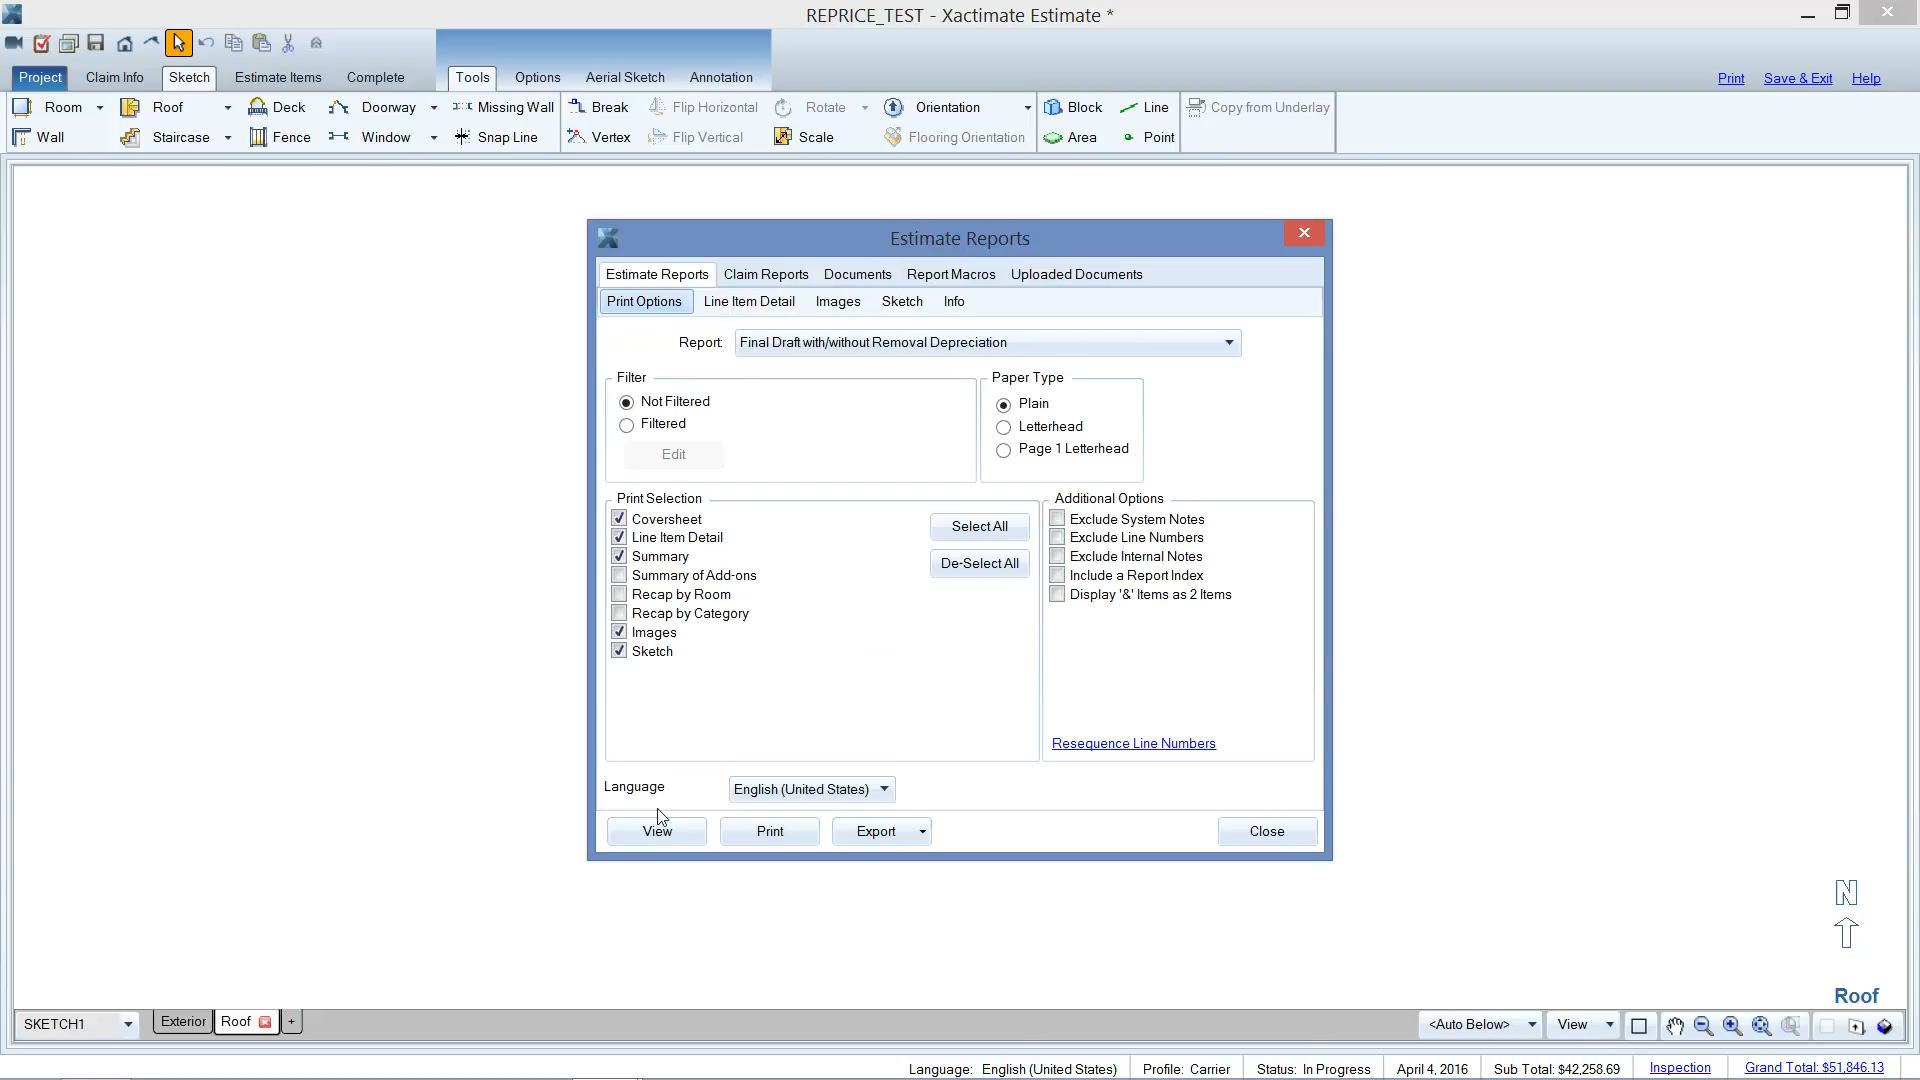 REPRICE_TEST - Xactimate Estimate *
Project Claim Info Sketch Estimate Items Complete Tools Options Aerial Sketch Annotation Print Save & Exit Help
Room Roof Deck Doorway Missing Wall Break Flip Horizontal Rotate Orientation Block Line Copy from Underlay
Wall Staircase Fence Window Snap Line Vertex Flip Vertical Scale Flooring Orientation Area Point
Estimate Reports
Estimate Reports Claim Reports Documents Report Macros Uploaded Documents
Print Options Line Item Detail Images Sketch Info
Report: Final Draft with/without Removal Depreciation
Filter
Not Filtered
Filtered
Edit
Paper Type
Plain
Letterhead
Page 1 Letterhead
Print Selection
Coversheet
Line Item Detail
Summary
Summary of Add-ons
Recap by Room
Recap by Category
Images
Sketch
Select All
De-Select All
Additional Options
Exclude System Notes
Exclude Line Numbers
Exclude Internal Notes
Include a Report Index
Display '&' Items as 2 Items
Resequence Line Numbers
Language English (United States)
View Print Export Close
N
Roof
SKETCH1 Exterior Roof + <Auto Below> View
Language: English (United States) Profile: Carrier Status: In Progress April 4, 2016 Sub Total: $42,258.69 Inspection Grand Total: $51,846.13